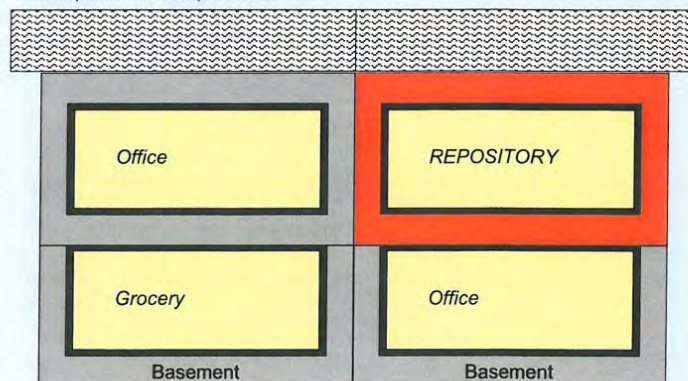 Office
REPOSITORY
Grocery
Office
Basement
Basement